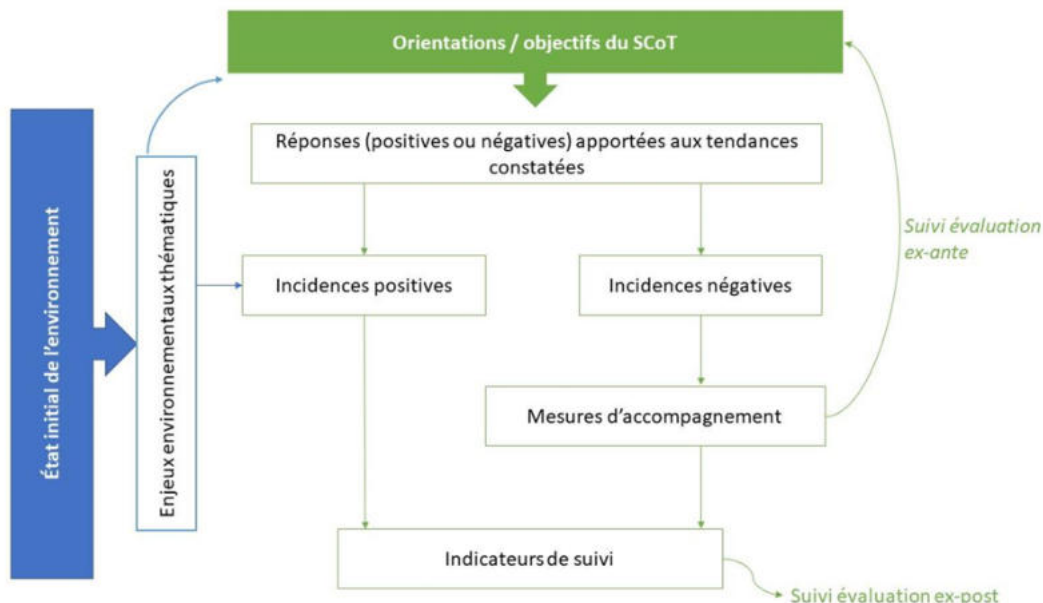 Orientations / objectifs du SCoT
Réponses (positives ou négatives) apportées aux tendances
constatées
État initial de l'environnement
Enjeux environnementaux thématiques
Suivi évaluation
ex-ante
Incidences positives
Incidences négatives
Mesures d'accompagnement
Indicateurs de suivi
Suivi évaluation ex-post